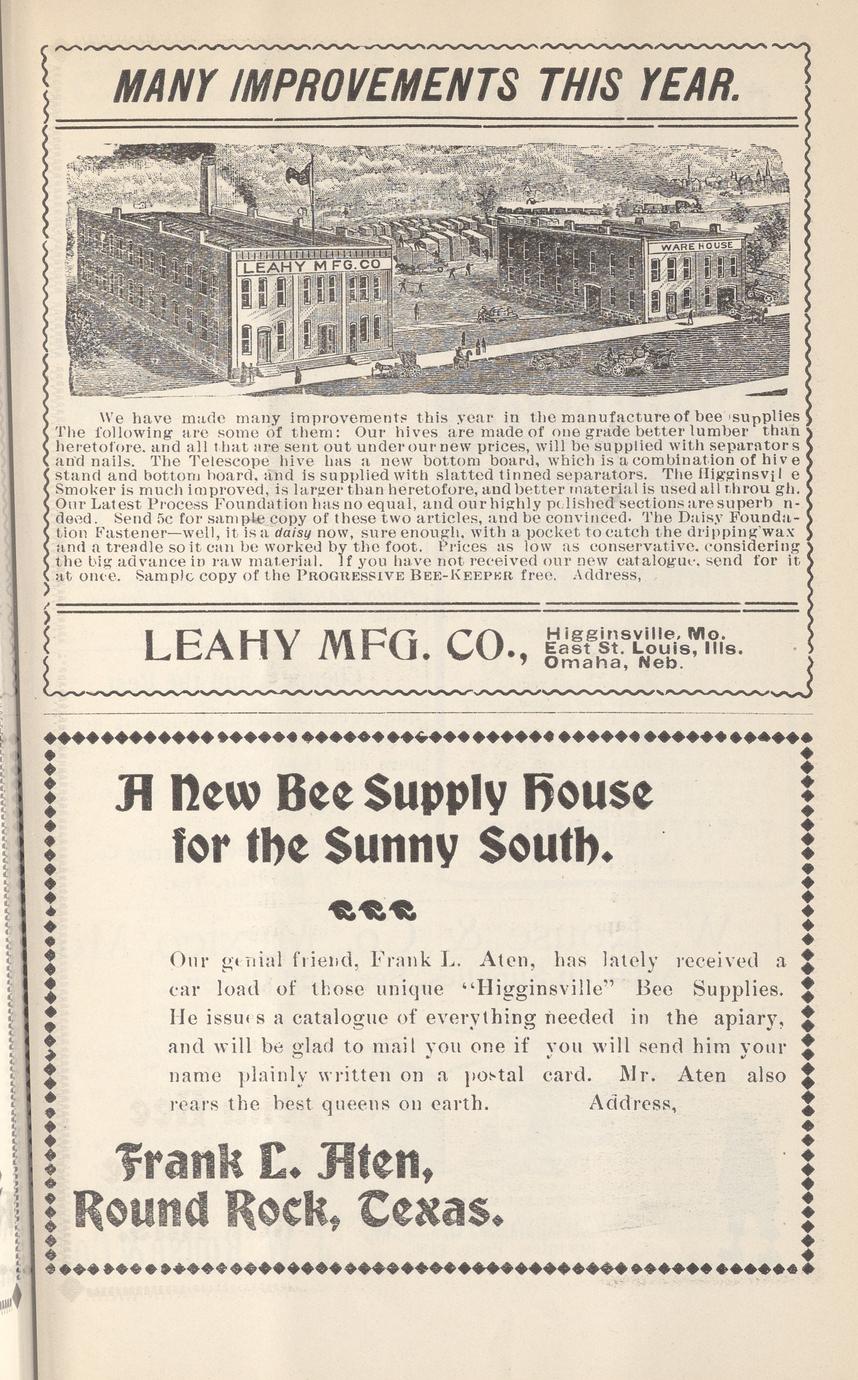 MANY IMPROVEMENTS THIS YEAR.
LEAHY MFG. CO
WARE HOUSE
We have made many improvements this year in the manufacture of bee supplies
The following are some of them: Our hives are made of one grade better lumber than
heretofore. and all that are sent out under our new prices, will be supplied with separators
and nails. The Telescope hive has a new bottom board, which is a combination of hive
stand and bottom board, and is supplied with slatted tinned separators. The Higginsvil e
Smoker is much improved, is larger than heretofore, and better material is used all throu gh.
Our Latest Process Foundation has no equal, and our highly polished sections are superb n-
deed. Send 5c for sample copy of these two articles, and be convinced. The Daisy Founda-
tion Fastener—well, it is a daisy now, sure enough, with a pocket to catch the dripping wax
and a treadle so it can be worked by the foot. Prices as low as conservative. considering
the big advance in raw material. If you have not received our new catalogue. send for it
at once. Sample copy of the PROGRESSIVE BEE-KEEPER free. Address,
LEAHY MFG. CO., Higginsville, Mo.
East St. Louis, Ills.
Omaha, Neb.
A New Bee Supply House
for the Sunny South.
Our genial friend, Frank L. Aten, has lately received a
car load of those unique "Higginsville" Bee Supplies.
He issues a catalogue of everything needed in the apiary,
and will be glad to mail you one if you will send him your
name plainly written on a postal card. Mr. Aten also
rears the best queens on earth. Address,
Frank L. Aten,
Round Rock, Texas.